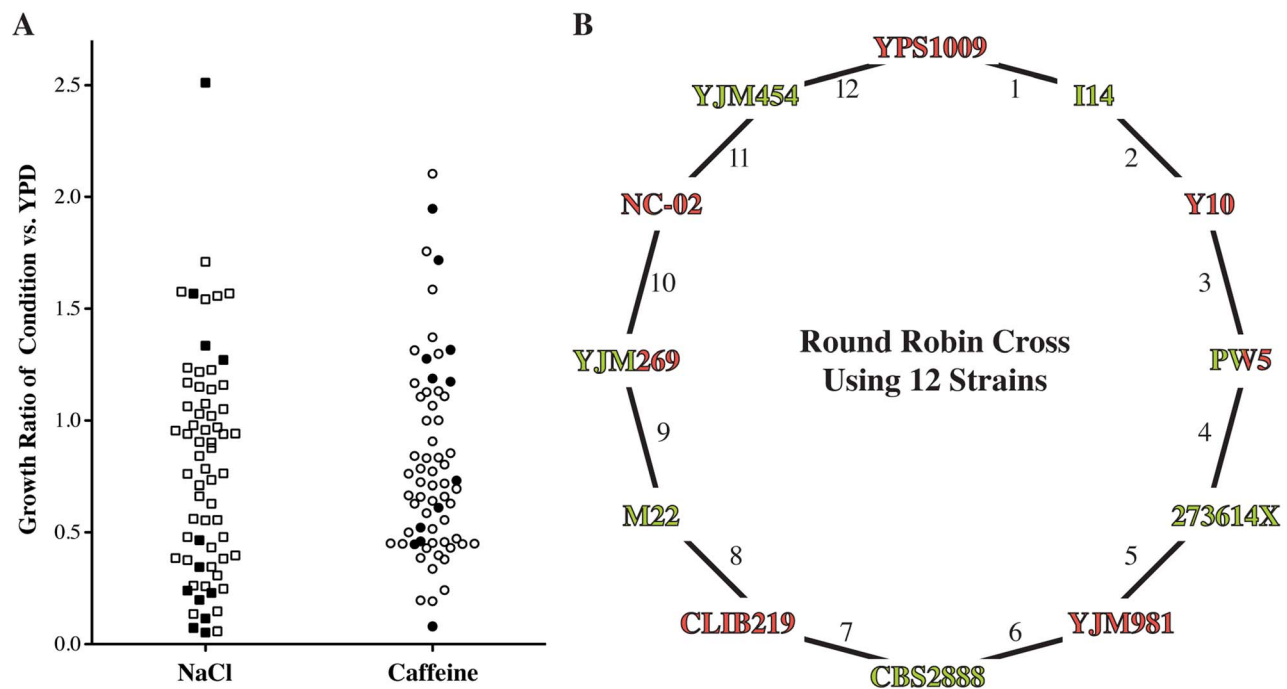 A
Growth Ratio of Condition vs. YPD
2.5
2.0
1.5
1.0
0.5
0.0
NaCl
Caffeine
B
YPS1009
1
I14
2
Y10
3
PW5
4
273614X
5
YJM981
6
CBS2888
7
CLIB219
8
M22
9
YJM269
10
NC-02
11
YJM454
12
Round Robin Cross
Using 12 Strains